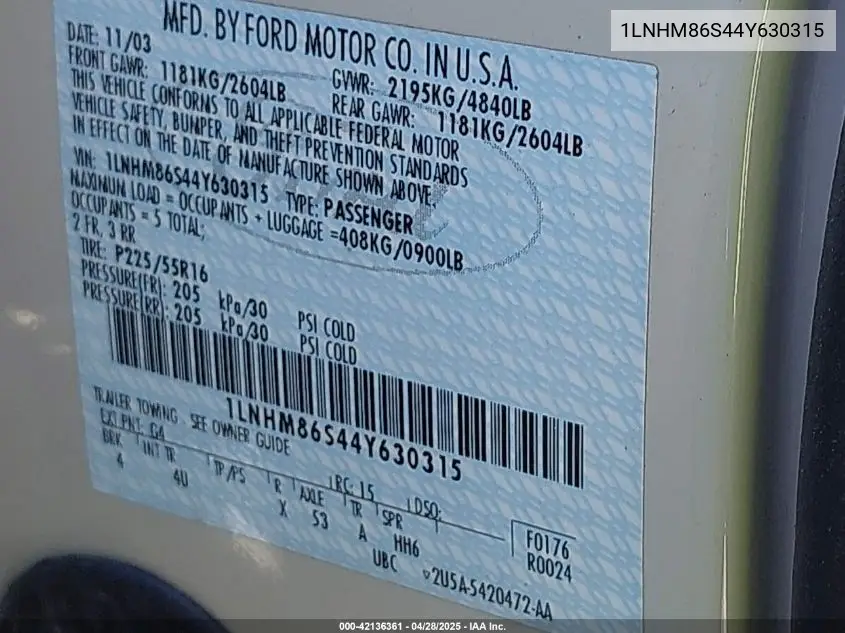 1LNHM86S44Y630315
MFD. BY FORD MOTOR CO. IN U.S.A.
DATE: 11/03
GVWR: 2195KG/4840LB
FRONT GAWR: 1181KG/2604LB
REAR GAWR: 1181KG/2604LB
THIS VEHICLE CONFORMS TO ALL APPLICABLE FEDERAL MOTOR
VEHICLE SAFETY, BUMPER, AND THEFT PREVENTION STANDARDS
IN EFFECT ON THE DATE OF MANUFACTURE SHOWN ABOVE.
VIN: 1LNHM86S44Y630315 TYPE: PASSENGER
MAXIMUM LOAD = OCCUPANTS + LUGGAGE =408KG/0900LB
OCCUPANTS = 5 TOTAL;
2 FR, 3 RR
TIRE: P225/55R16
PRESSURE(FR): 205 kPa/30 PSI COLD
PRESSURE(RR): 205 kPa/30 PSI COLD
1LNHM86S44Y630315
TRAILER TOWING - SEE OWNER GUIDE
EXT PNT: G4 RC: 15 DSO:
BRK INT TR TP/PS R AXLE TR SPR
4 4U X 53 A HH6
UBC
F0176
R0024
2U5A-5420472-AA
000-42136361 | 04/28/2025 - IAA Inc.